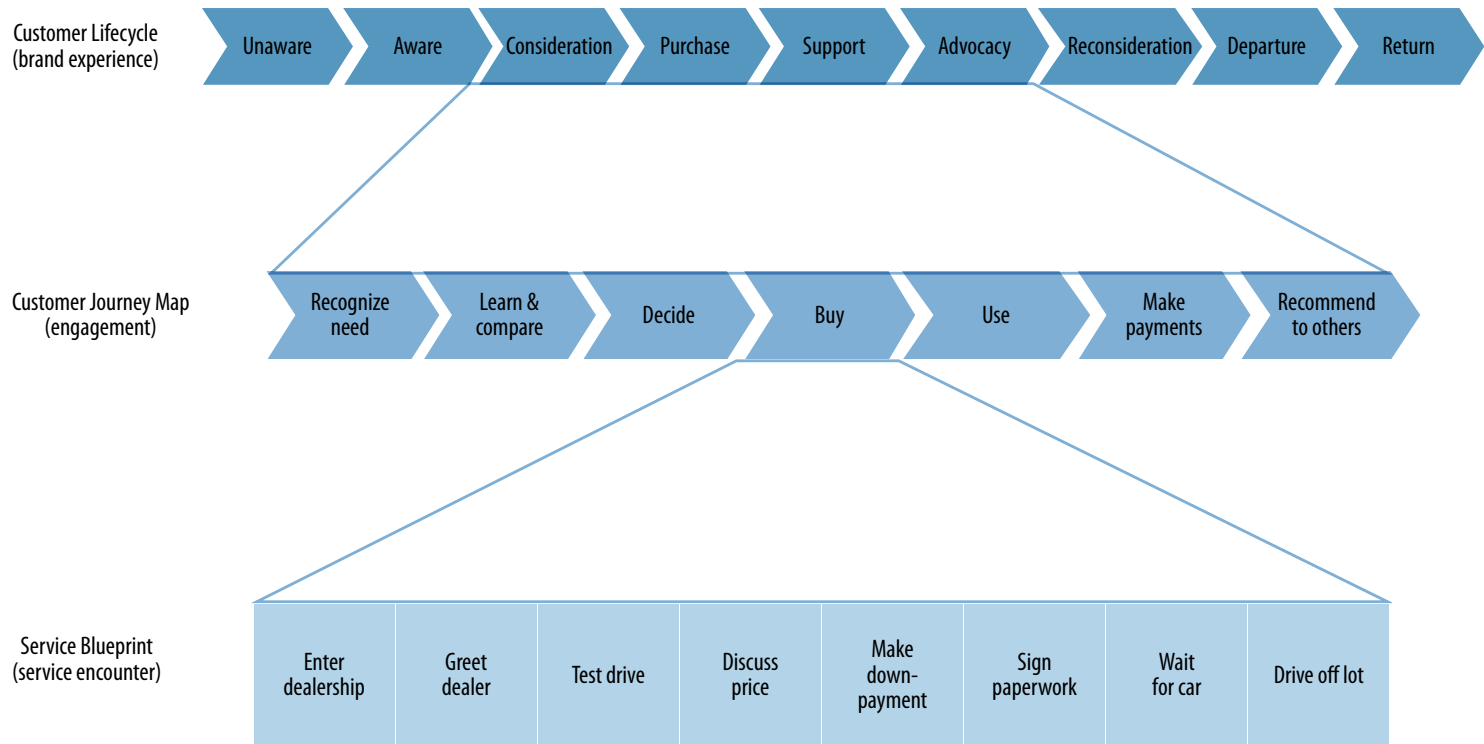 Customer Lifecycle
(brand experience)
Unaware
Aware
Consideration
Purchase
Support
Advocacy
Reconsideration
Departure
Return
Customer Journey Map
(engagement)
Recognize
need
Learn &
compare
Decide
Buy
Use
Make
payments
Recommend
to others
Service Blueprint
(service encounter)
Enter
dealership
Greet
dealer
Test drive
Discuss
price
Make
down-
payment
Sign
paperwork
Wait
for car
Drive off lot